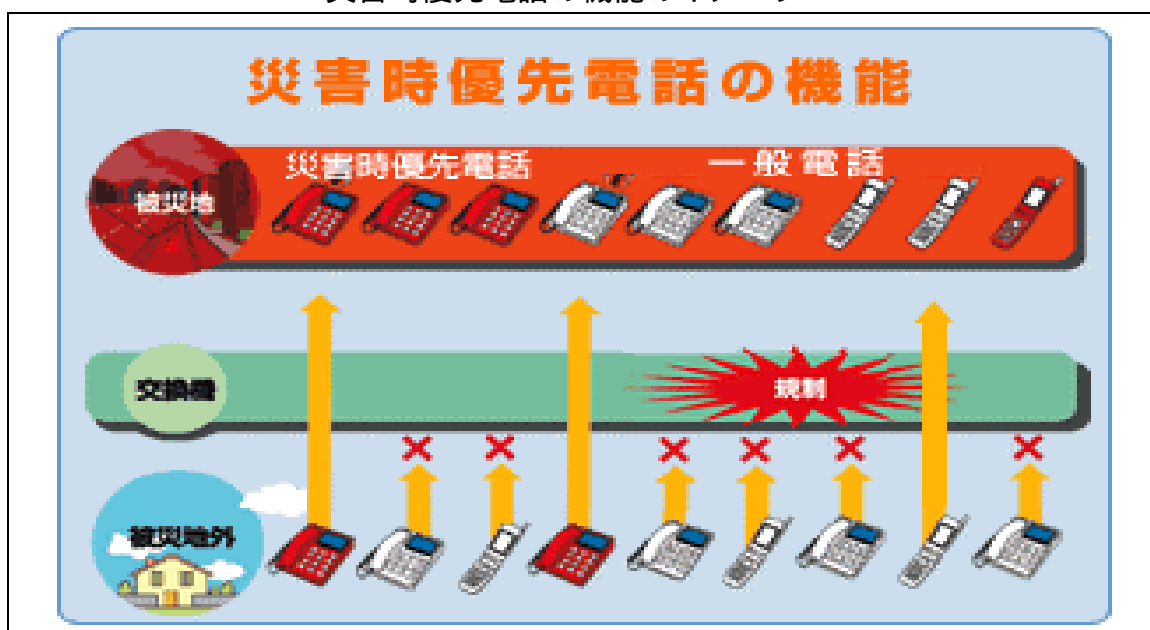 災害時優先電話の機能
災害時優先電話
一般電話
被災地
交換機
規制
被災地外